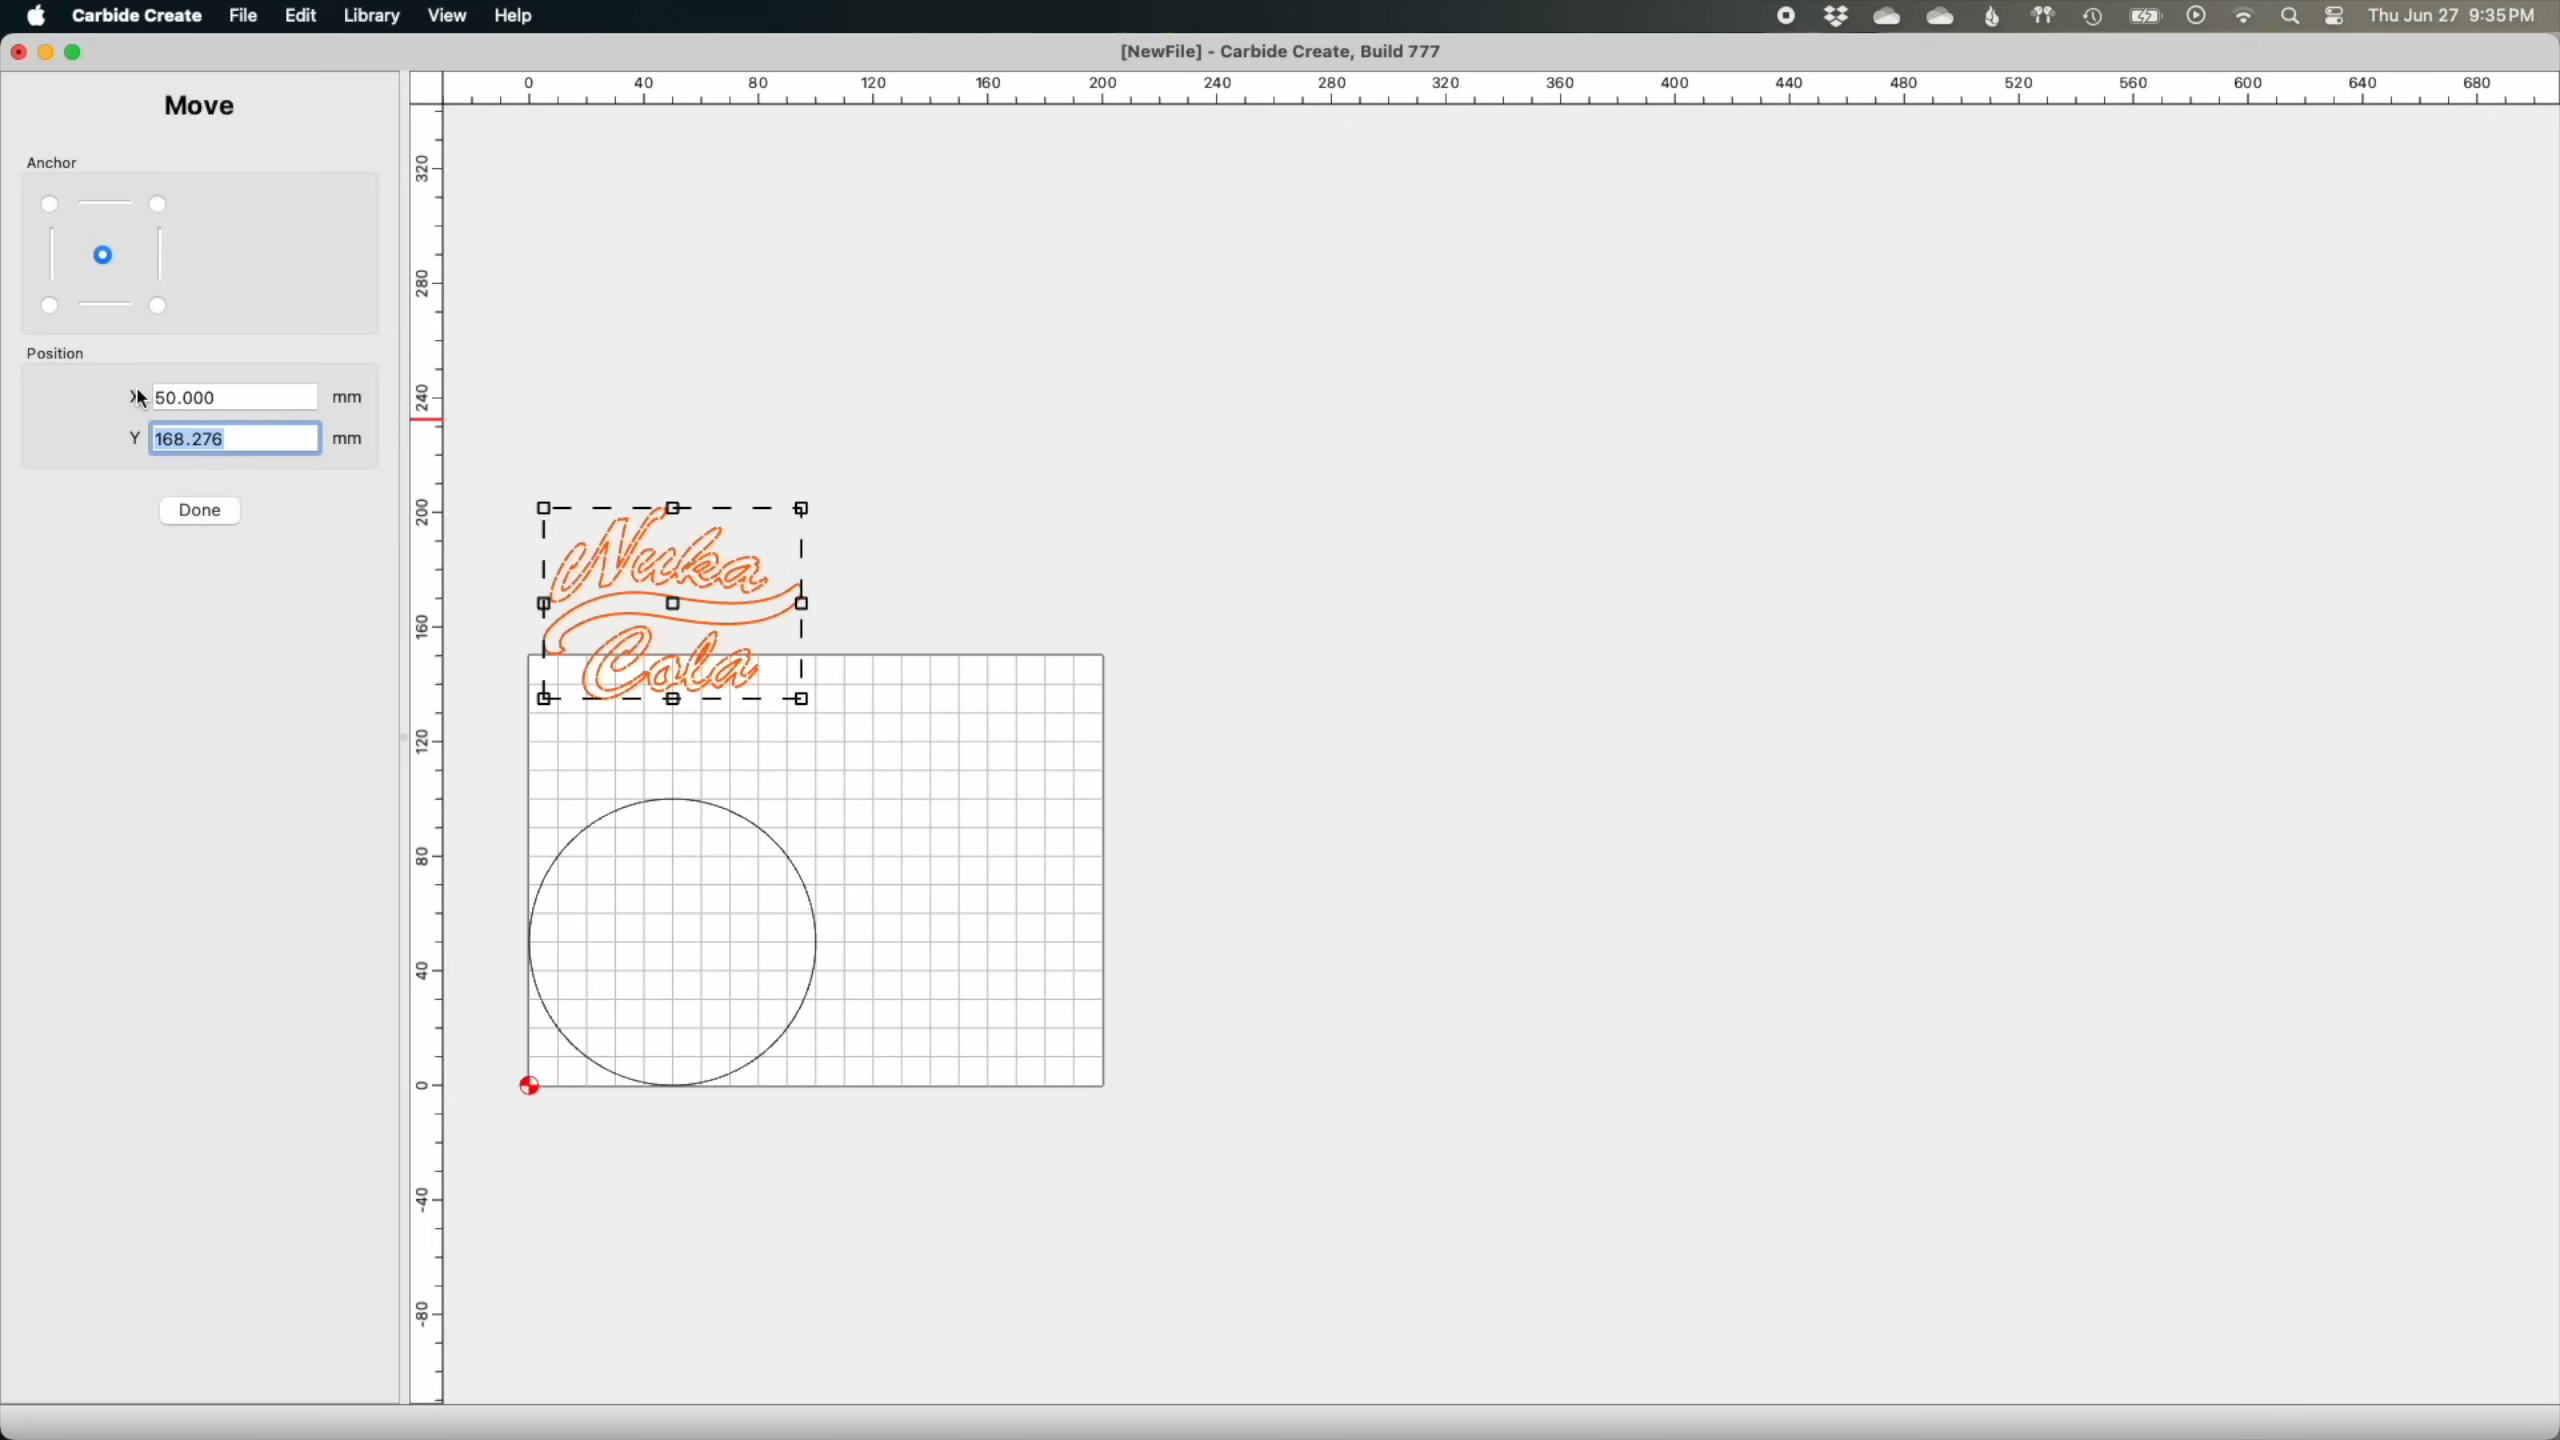 Carbide Create File Edit Library View Help Thu Jun 27 9:35 PM
[NewFile] - Carbide Create, Build 777
Move
Anchor
Position
X 50.000 mm
Y 168.276 mm
Done
0 40 80 120 160 200 240 280 320 360 400 440 480 520 560 600 640 680
320
280
240
200
160
120
80
40
0
-40
-80
Nuka
Cola